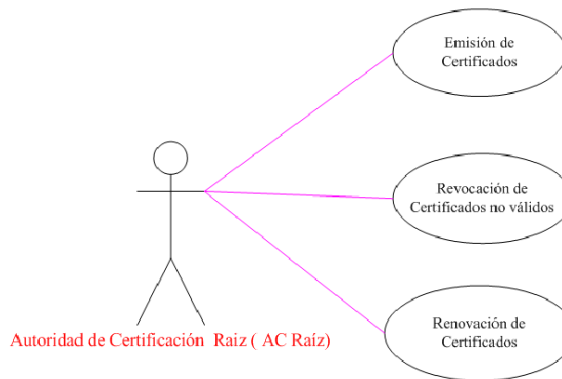 Emisión de
Certificados
Revocación de
Certificados no válidos
Renovación de
Certificados
Autoridad de Certificación Raiz ( AC Raíz)